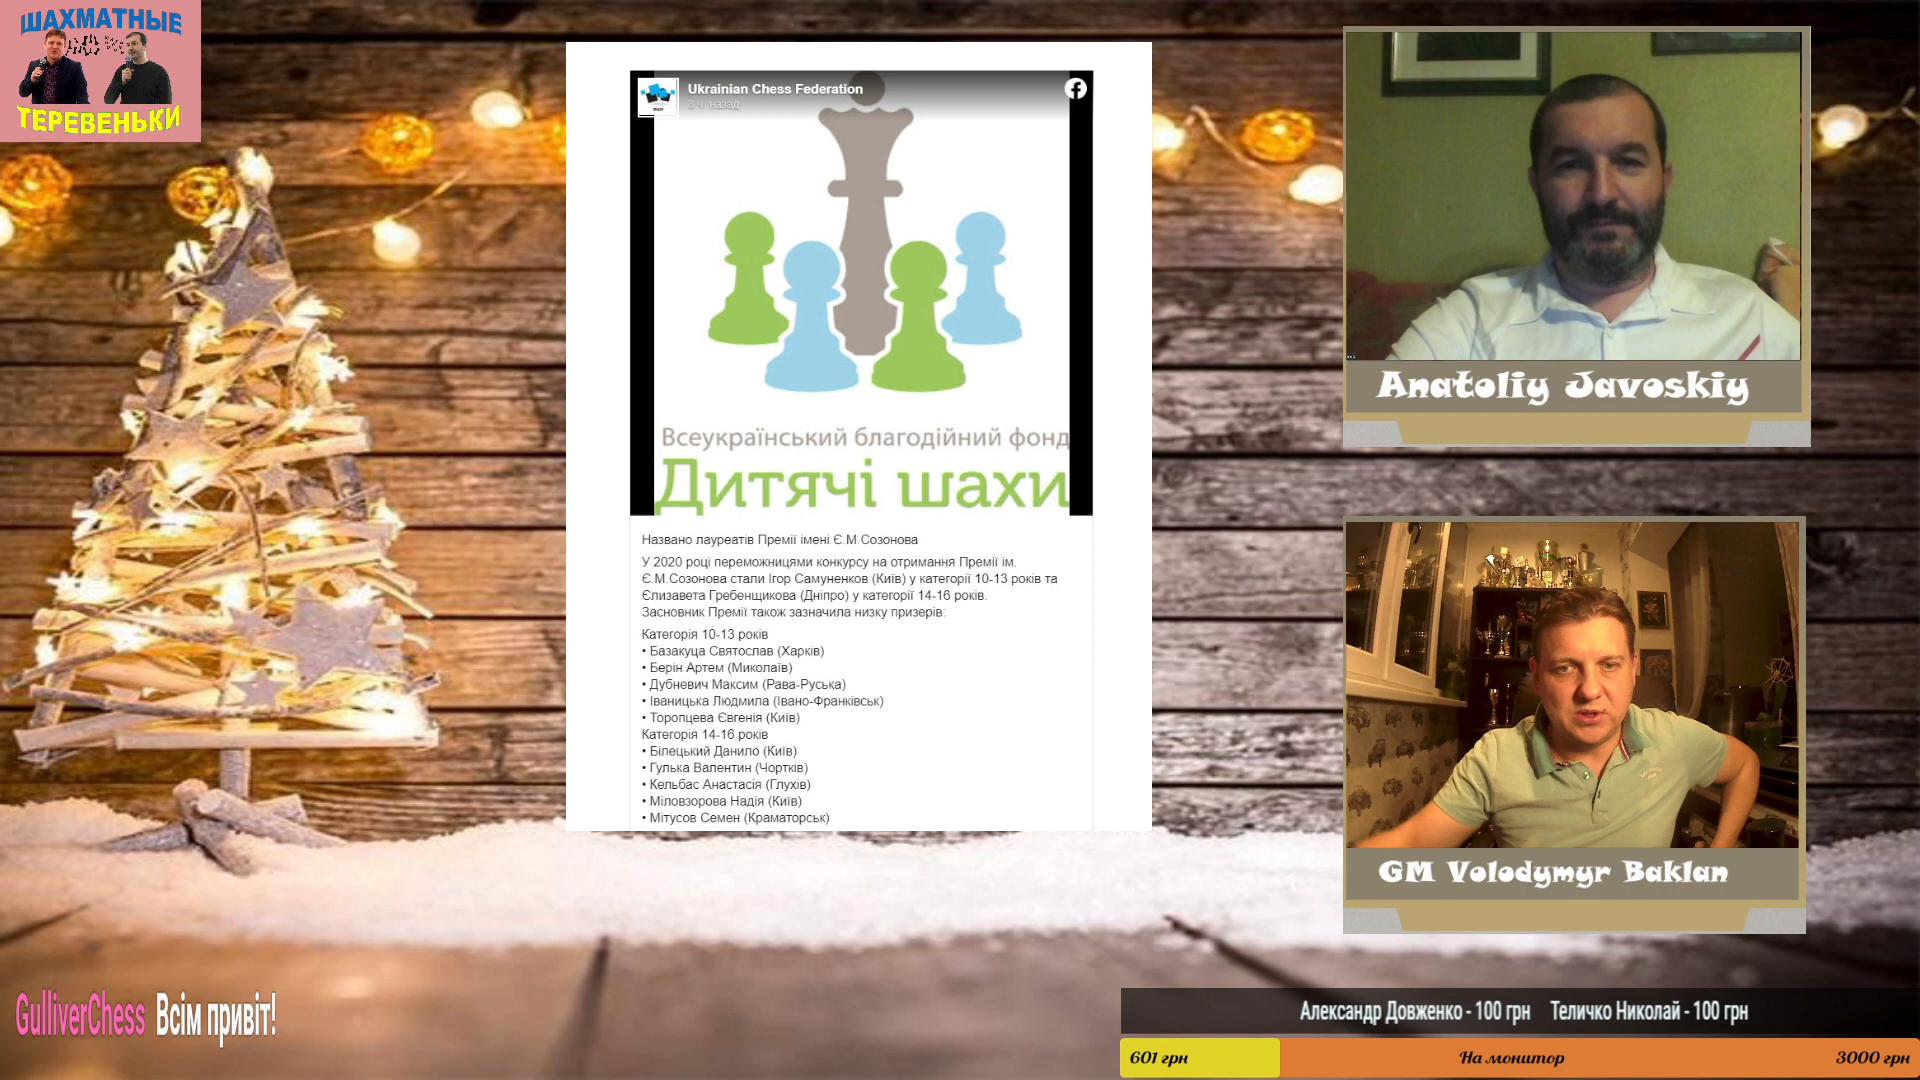 ШАХМАТНЫЕ
ТЕРЕВЕНЬКИ
Ukrainian Chess Federation
8 ч. назад
Всеукраїнський благодійний фонд
Дитячі шахи
Названо лауреатів Премії імені Є.М.Созонова
У 2020 році переможницями конкурсу на отримання Премії ім.
Є.М.Созонова стали Ігор Самуненков (Київ) у категорії 10-13 років та
Єлизавета Гребенщикова (Дніпро) у категорії 14-16 років.
Засновник Премії також зазначила низку призерів:
Категорія 10-13 років
• Базакуца Святослав (Харків)
• Берін Артем (Миколаїв)
• Дубневич Максим (Рава-Руська)
• Іваницька Людмила (Івано-Франківськ)
• Торопцева Євгенія (Київ)
Категорія 14-16 років
• Білецький Данило (Київ)
• Гулька Валентин (Чортків)
• Кельбас Анастасія (Глухів)
• Міловзорова Надія (Київ)
• Мітусов Семен (Краматорськ)
Anatoliy Javoskiy
GM Volodymyr Baklan
GulliverChess Всім привіт!
Александр Довженко - 100 грн Теличко Николай - 100 грн
601 грн На монитор 3000 грн